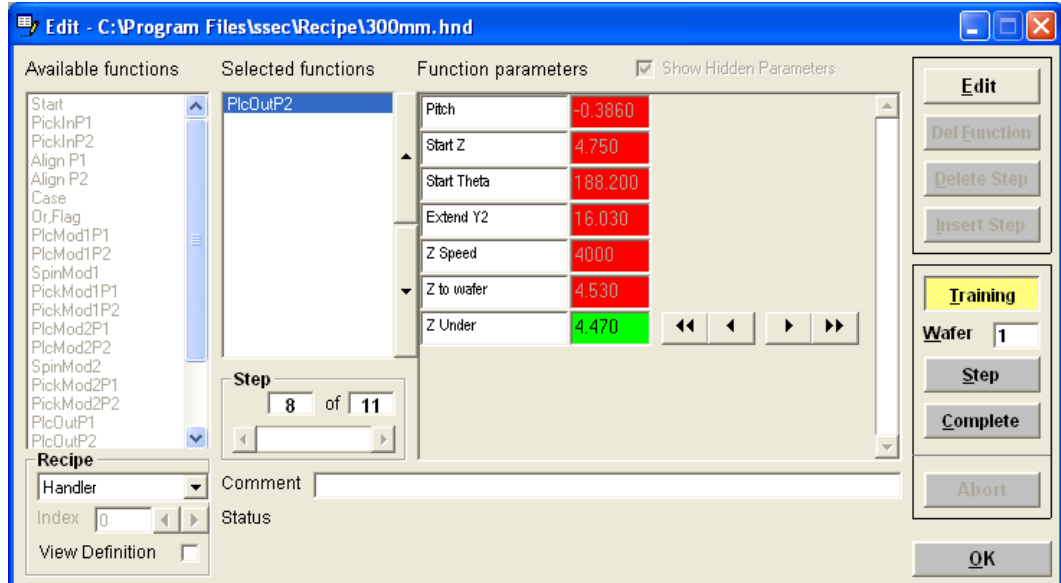 Edit - C:\Program Files\ssec\Recipe\300mm.hnd
Available functions
Start
PickInP1
PickInP2
Align P1
Align P2
Case
Or,Flag
PlcMod1P1
PlcMod1P2
SpinMod1
PickMod1P1
PickMod1P2
PlcMod2P1
PlcMod2P2
SpinMod2
PickMod2P1
PickMod2P2
PlcOutP1
PlcOutP2
Recipe
Handler
Index 0
View Definition
Selected functions
PlcOutP2
Step
8 of 11
Function parameters
Show Hidden Parameters
Pitch -0.3860
Start Z 4.750
Start Theta 188.200
Extend Y2 16.030
Z Speed 4000
Z to wafer 4.530
Z Under 4.470
Comment
Status
Edit
Del Function
Delete Step
Insert Step
Training
Wafer 1
Step
Complete
Abort
OK